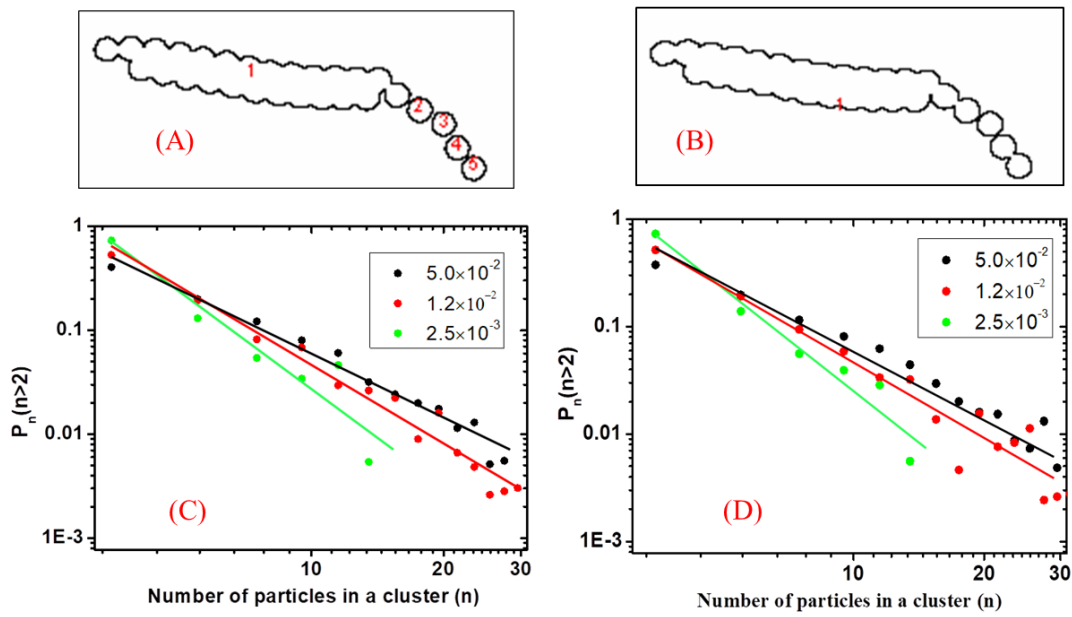 1
2
3
4
5
(A)
1
(B)
1
0.1
0.01
1E-3
Pₙ(n>2)
5.0×10⁻²
1.2×10⁻²
2.5×10⁻³
(C)
10
20
30
Number of particles in a cluster (n)
1
0.1
0.01
1E-3
Pₙ(n>2)
5.0×10⁻²
1.2×10⁻²
2.5×10⁻³
(D)
10
20
30
Number of particles in a cluster (n)